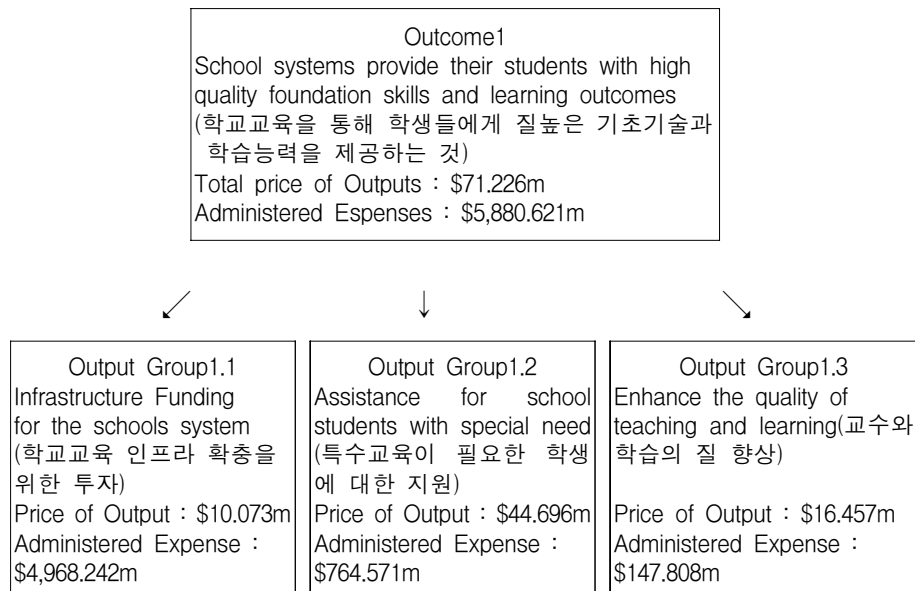 Outcome1
School systems provide their students with high
quality foundation skills and learning outcomes
(학교교육을 통해 학생들에게 질높은 기초기술과
학습능력을 제공하는 것)
Total price of Outputs : $71.226m
Administered Espenses : $5,880.621m
Output Group1.1
Infrastructure Funding
for the schools system
(학교교육 인프라 확충을
위한 투자)
Price of Output : $10.073m
Administered Expense :
$4,968.242m
Output Group1.2
Assistance for school
students with special need
(특수교육이 필요한 학생
에 대한 지원)
Price of Output : $44.696m
Administered Expense :
$764.571m
Output Group1.3
Enhance the quality of
teaching and learning(교수와
학습의 질 향상)
Price of Output : $16.457m
Administered Expense :
$147.808m